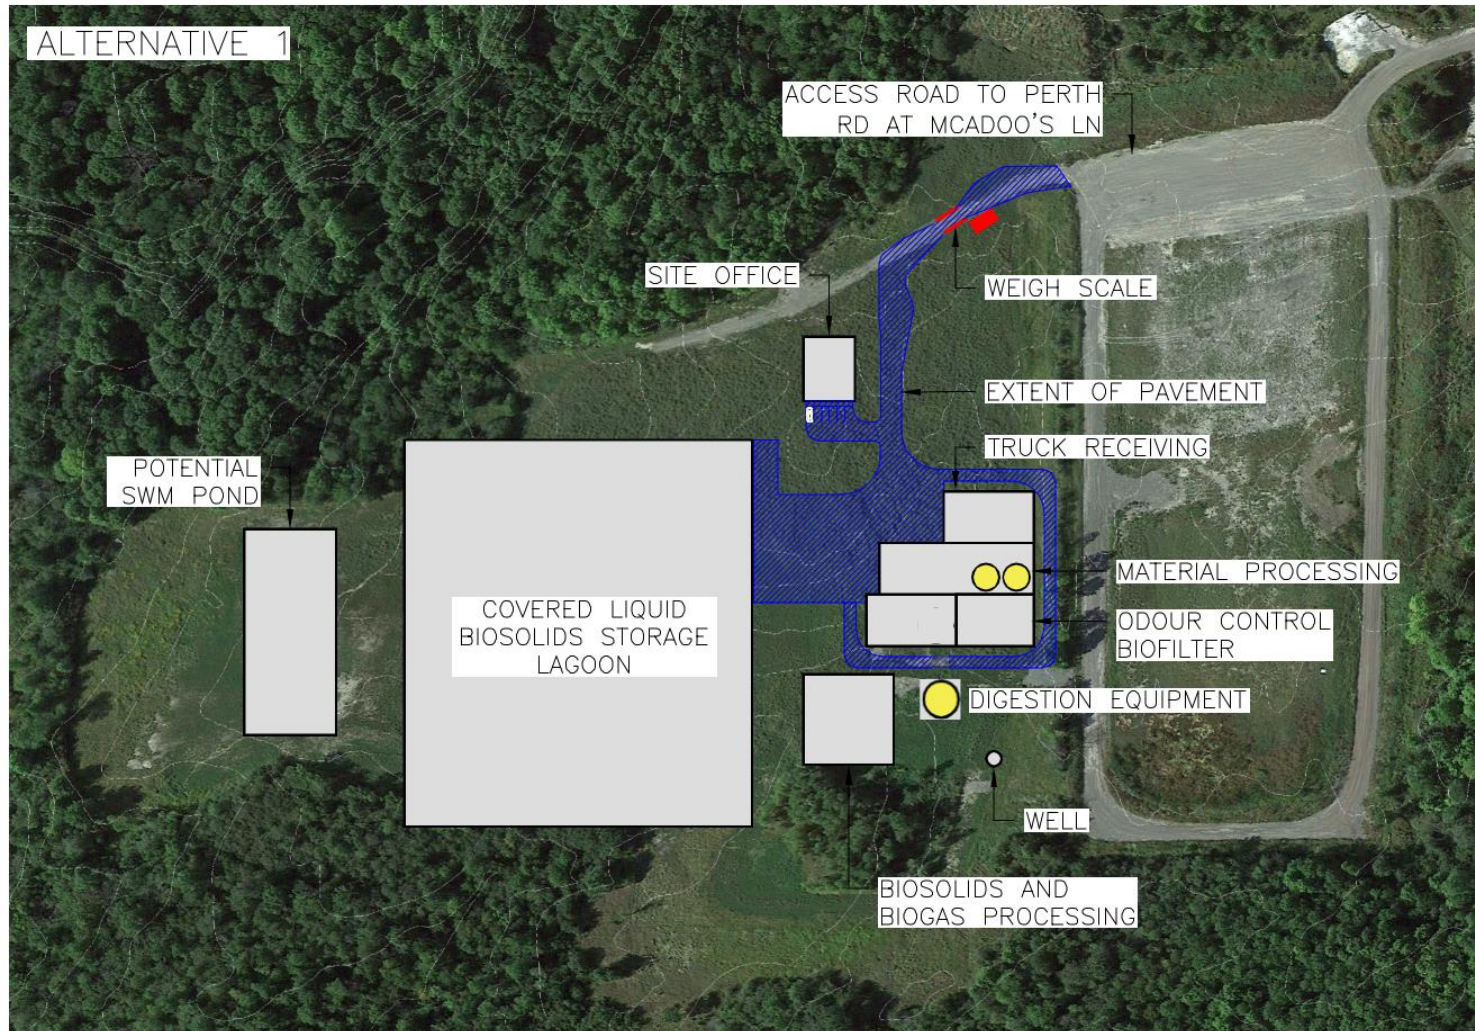 ALTERNATIVE 1
ACCESS ROAD TO PERTH
RD AT MCADOO'S LN
SITE OFFICE
WEIGH SCALE
EXTENT OF PAVEMENT
TRUCK RECEIVING
POTENTIAL
SWM POND
MATERIAL PROCESSING
COVERED LIQUID
BIOSOLIDS STORAGE
LAGOON
ODOUR CONTROL
BIOFILTER
DIGESTION EQUIPMENT
WELL
BIOSOLIDS AND
BIOGAS PROCESSING